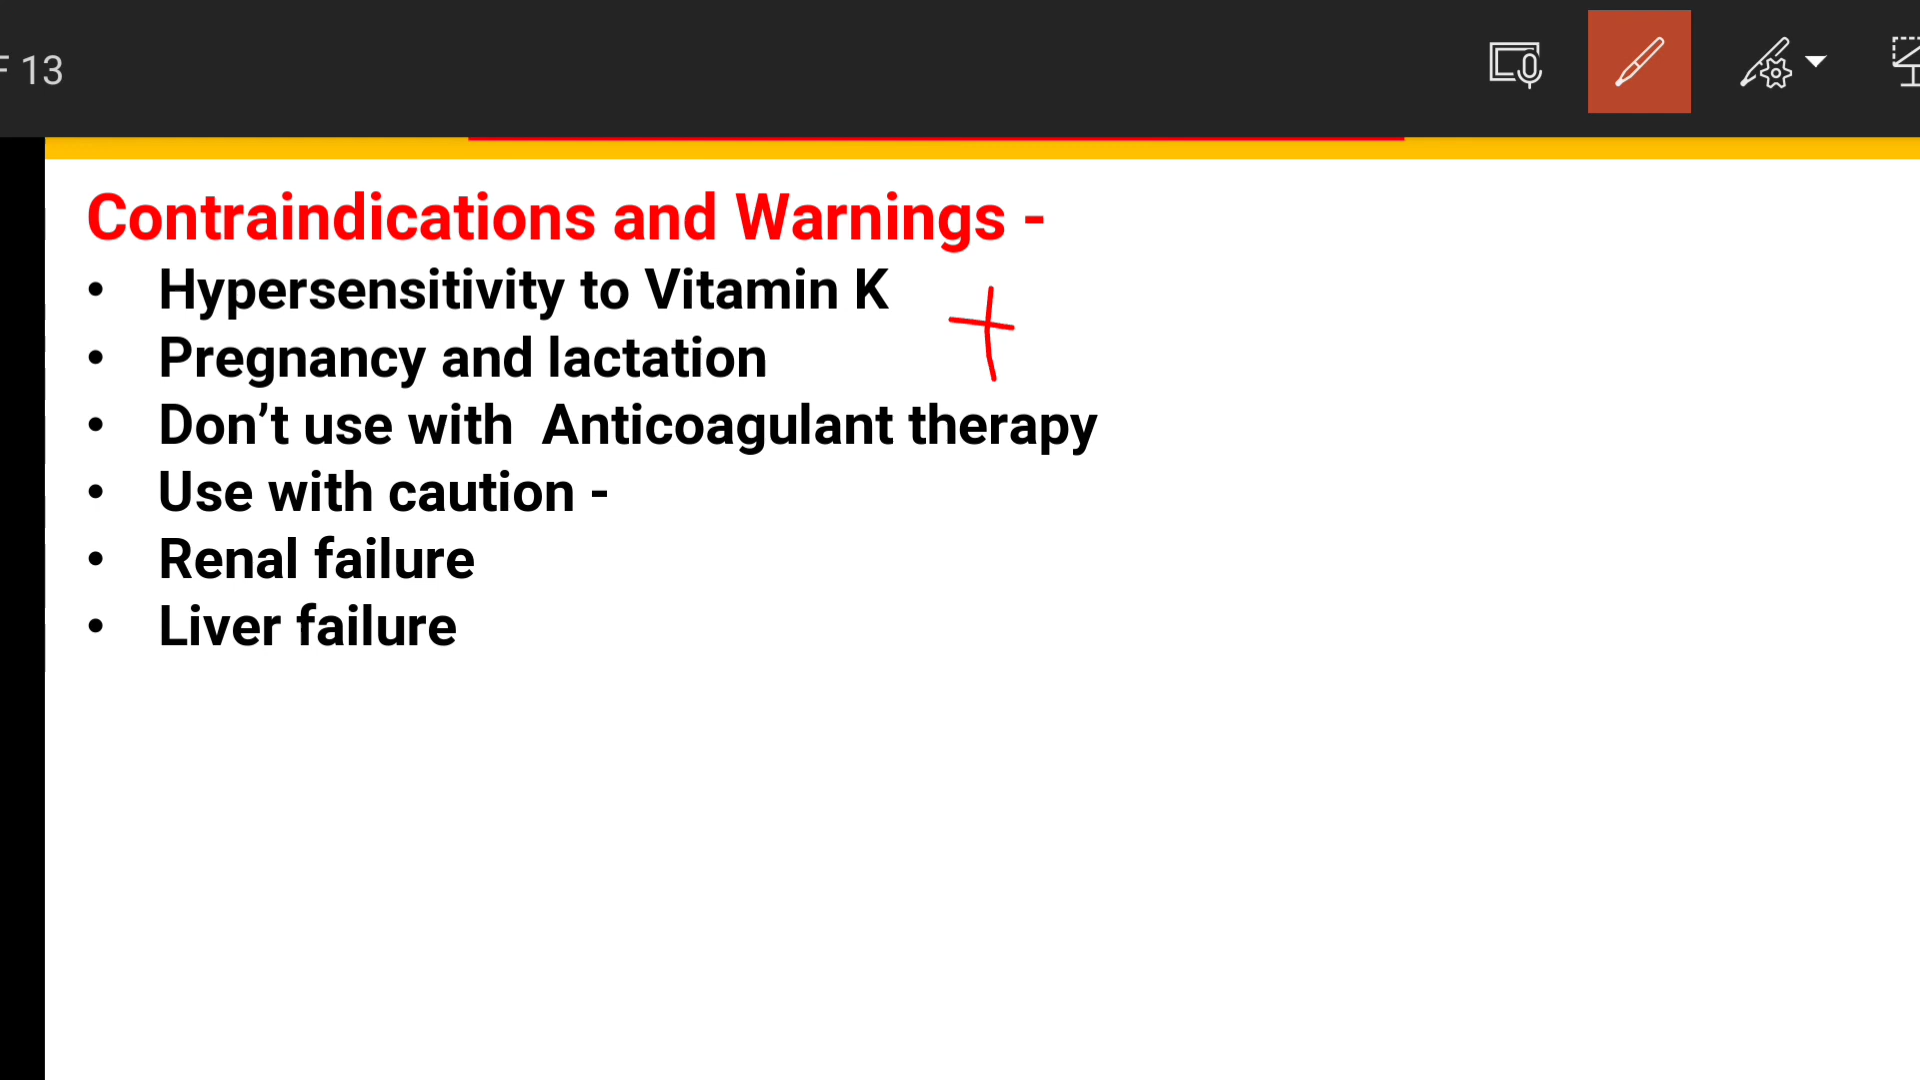 13
Contraindications and Warnings -
• Hypersensitivity to Vitamin K
• Pregnancy and lactation
• Don’t use with  Anticoagulant therapy
• Use with caution -
• Renal failure
• Liver failure